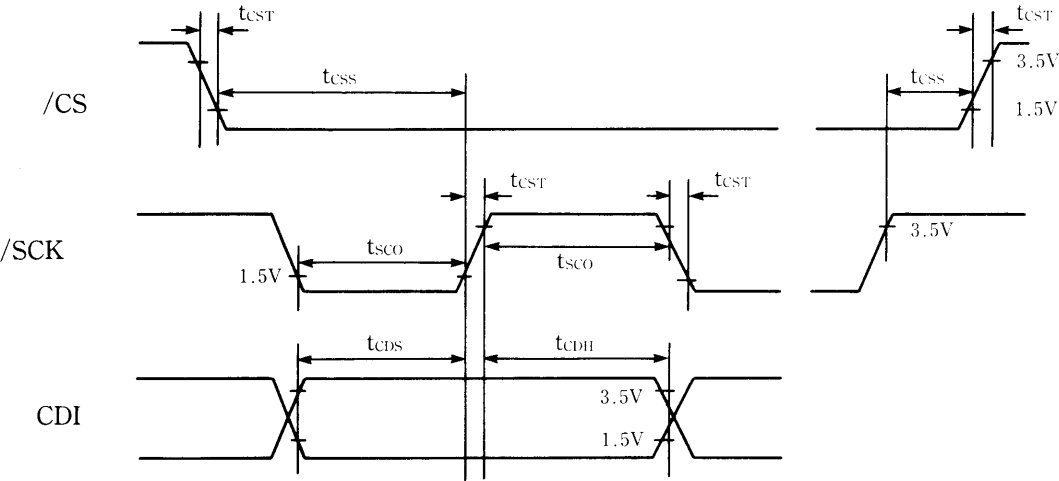 tCST
tCST
tCSS
tCSS
3.5V
/CS
1.5V
tCST
tCST
/SCK
tSCO
tSCO
3.5V
1.5V
tCDS
tCDH
3.5V
CDI
1.5V